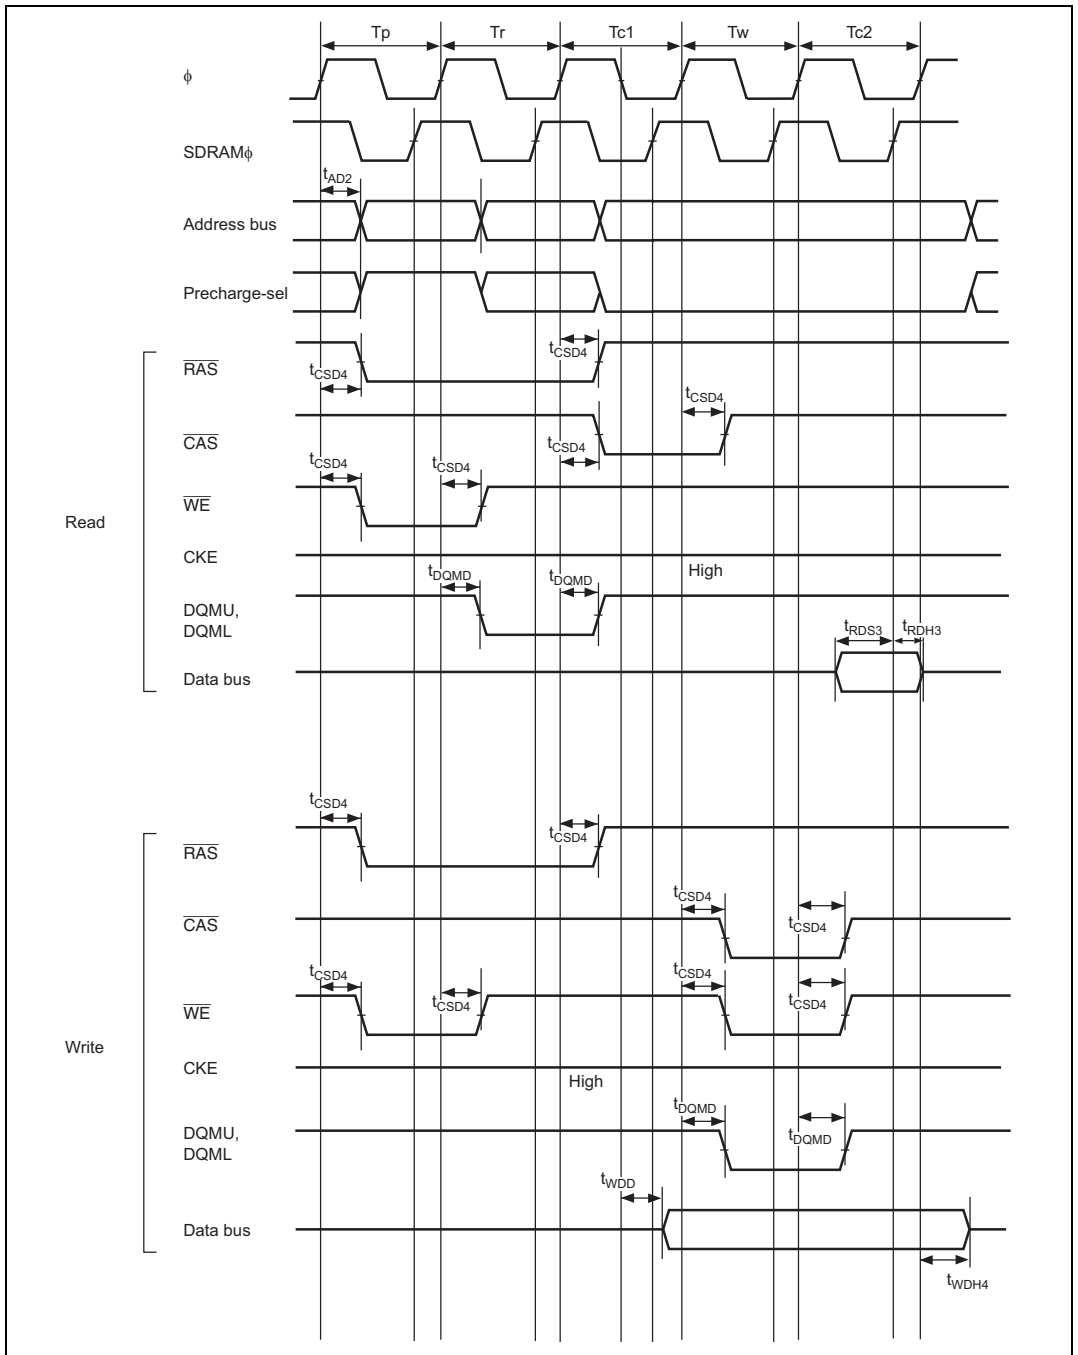 Tp Tr Tc1 Tw Tc2
ϕ
SDRAMϕ
tAD2
Address bus
Precharge-sel
Read
RAS
tCSD4 tCSD4
CAS
tCSD4 tCSD4
WE
tCSD4 tCSD4
CKE
High
DQMU,
DQML
tDQMD tDQMD
Data bus
tRDS3 tRDH3
Write
RAS
tCSD4 tCSD4
CAS
tCSD4 tCSD4
WE
tCSD4 tCSD4 tCSD4 tCSD4
CKE
High
DQMU,
DQML
tDQMD tDQMD
Data bus
tWDD
tWDH4